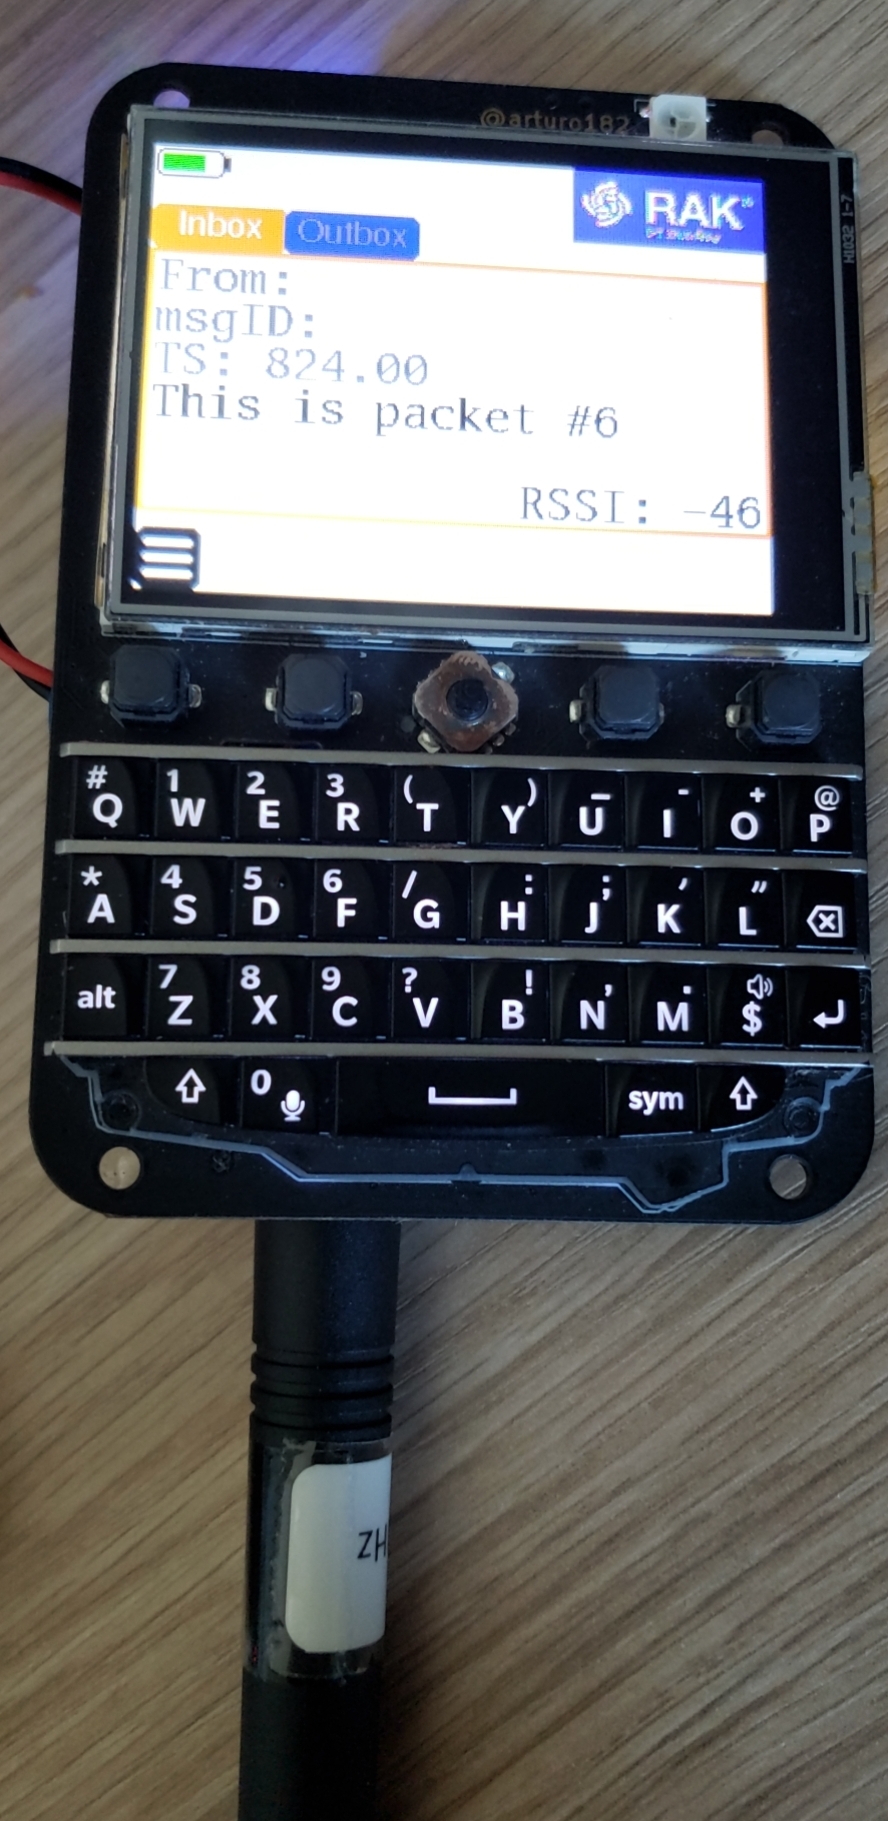 @arturo182
RAK
Inbox Outbox
From:
msgID:
TS: 824.00
This is packet #6
RSSI: -46
# 1 2 3 ( ) _ - + @
Q W E R T Y U I O P
* 4 5 6 / : ; ' "
A S D F G H J K L
7 8 9 ? ! , .
alt Z X C V B N M $
0
sym
ZH